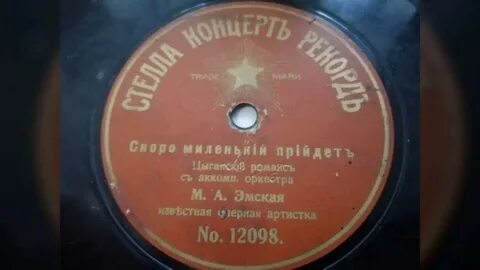 СТЕЛЛА КОНЦЕРТЪ РЕКОРДЪ
TRADE MARK
Скоро миленькій прійдетъ
Цыганскій романсъ
съ аккомп. оркестра
М. А. Эмская
извѣстная оперная артистка
No. 12098.